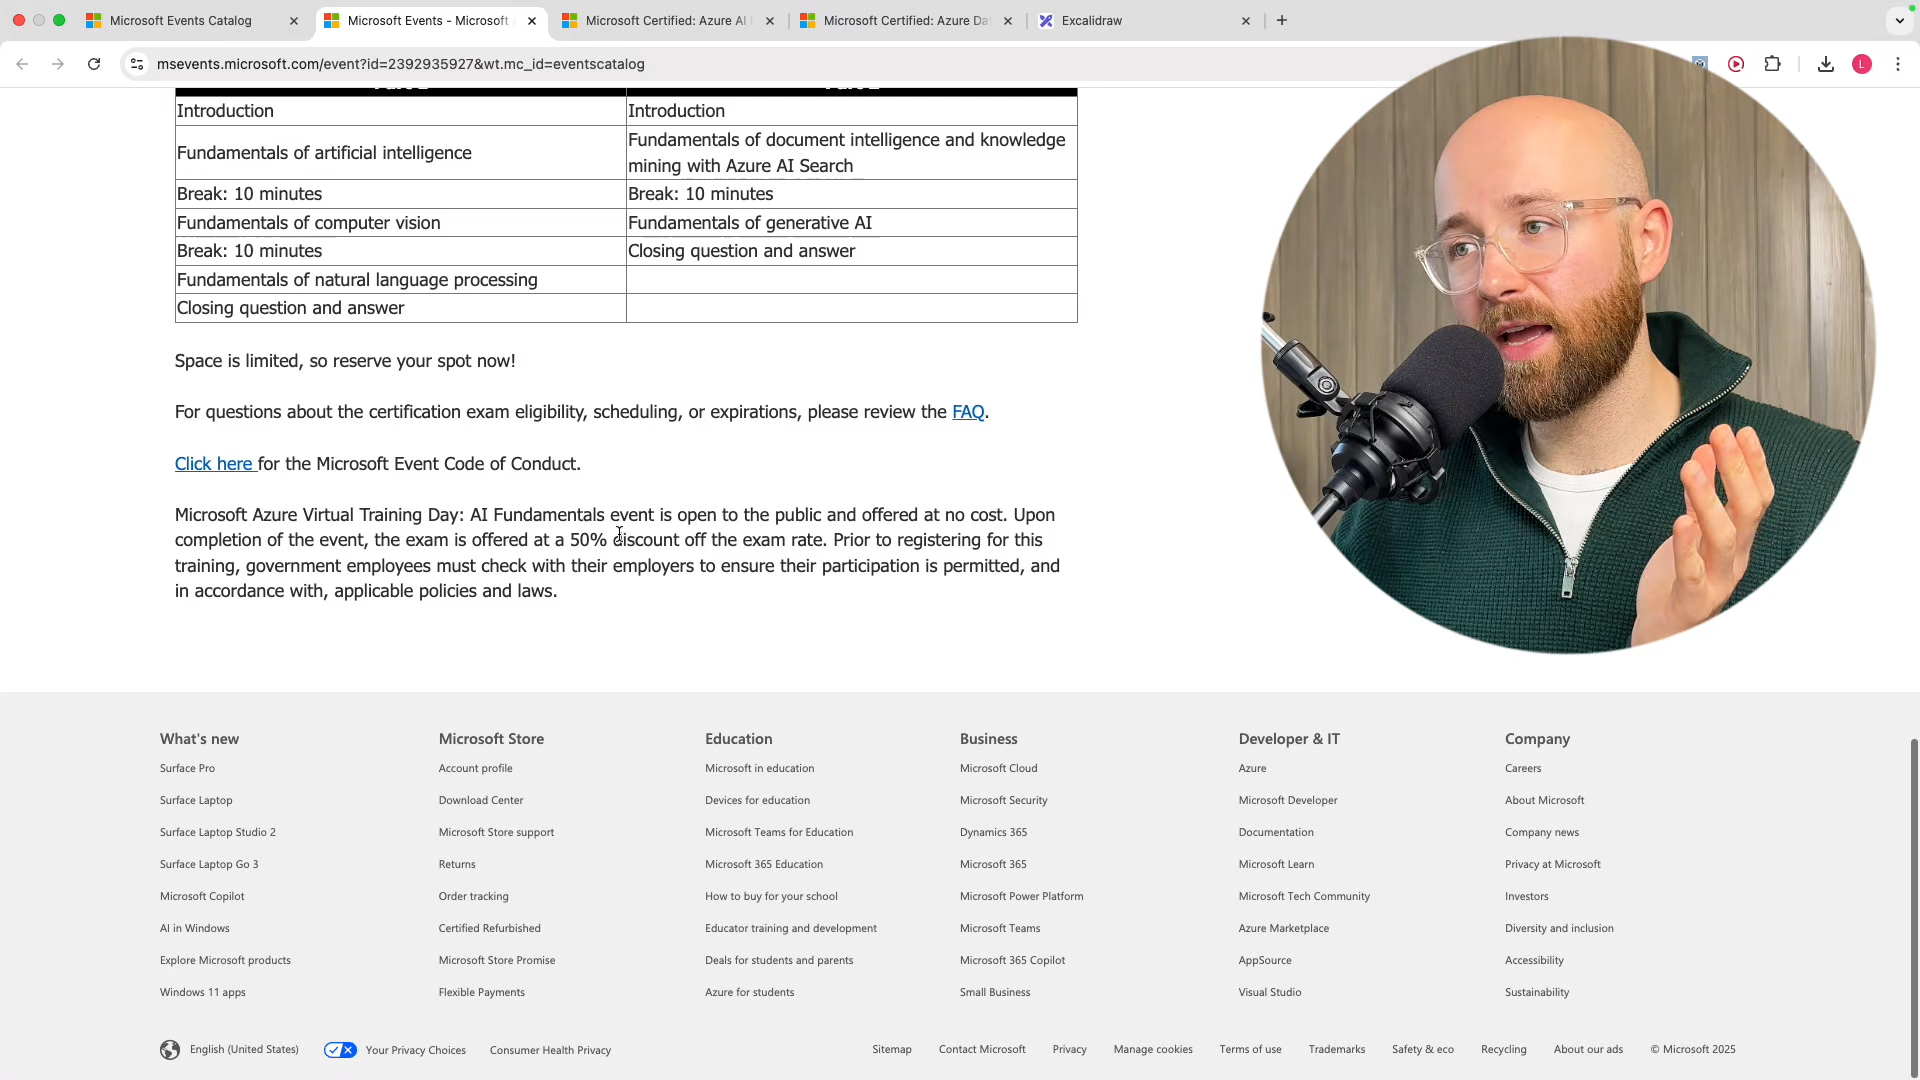 Microsoft Events Catalog
Microsoft Events - Microsoft
Microsoft Certified: Azure AI
Microsoft Certified: Azure Da
Excalidraw
msevents.microsoft.com/event?id=2392935927&wt.mc_id=eventscatalog
L
Introduction
Introduction
Fundamentals of artificial intelligence
Fundamentals of document intelligence and knowledge
mining with Azure AI Search
Break: 10 minutes
Break: 10 minutes
Fundamentals of computer vision
Fundamentals of generative AI
Break: 10 minutes
Closing question and answer
Fundamentals of natural language processing
Closing question and answer
Space is limited, so reserve your spot now!
For questions about the certification exam eligibility, scheduling, or expirations, please review the FAQ.
Click here for the Microsoft Event Code of Conduct.
Microsoft Azure Virtual Training Day: AI Fundamentals event is open to the public and offered at no cost. Upon
completion of the event, the exam is offered at a 50% discount off the exam rate. Prior to registering for this
training, government employees must check with their employers to ensure their participation is permitted, and
in accordance with, applicable policies and laws.
What's new
Surface Pro
Surface Laptop
Surface Laptop Studio 2
Surface Laptop Go 3
Microsoft Copilot
AI in Windows
Explore Microsoft products
Windows 11 apps
Microsoft Store
Account profile
Download Center
Microsoft Store support
Returns
Order tracking
Certified Refurbished
Microsoft Store Promise
Flexible Payments
Education
Microsoft in education
Devices for education
Microsoft Teams for Education
Microsoft 365 Education
How to buy for your school
Educator training and development
Deals for students and parents
Azure for students
Business
Microsoft Cloud
Microsoft Security
Dynamics 365
Microsoft 365
Microsoft Power Platform
Microsoft Teams
Microsoft 365 Copilot
Small Business
Developer & IT
Azure
Microsoft Developer
Documentation
Microsoft Learn
Microsoft Tech Community
Azure Marketplace
AppSource
Visual Studio
Company
Careers
About Microsoft
Company news
Privacy at Microsoft
Investors
Diversity and inclusion
Accessibility
Sustainability
English (United States)
Your Privacy Choices
Consumer Health Privacy
Sitemap
Contact Microsoft
Privacy
Manage cookies
Terms of use
Trademarks
Safety & eco
Recycling
About our ads
© Microsoft 2025